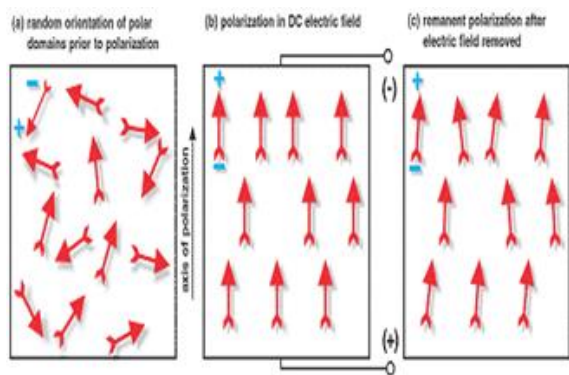 (a) random orientation of polar
domains prior to polarization
(b) polarization in DC electric field
(c) remanent polarization after
electric field removed
−
+
axis of polarization
+
−
(-)
(+)
+
−